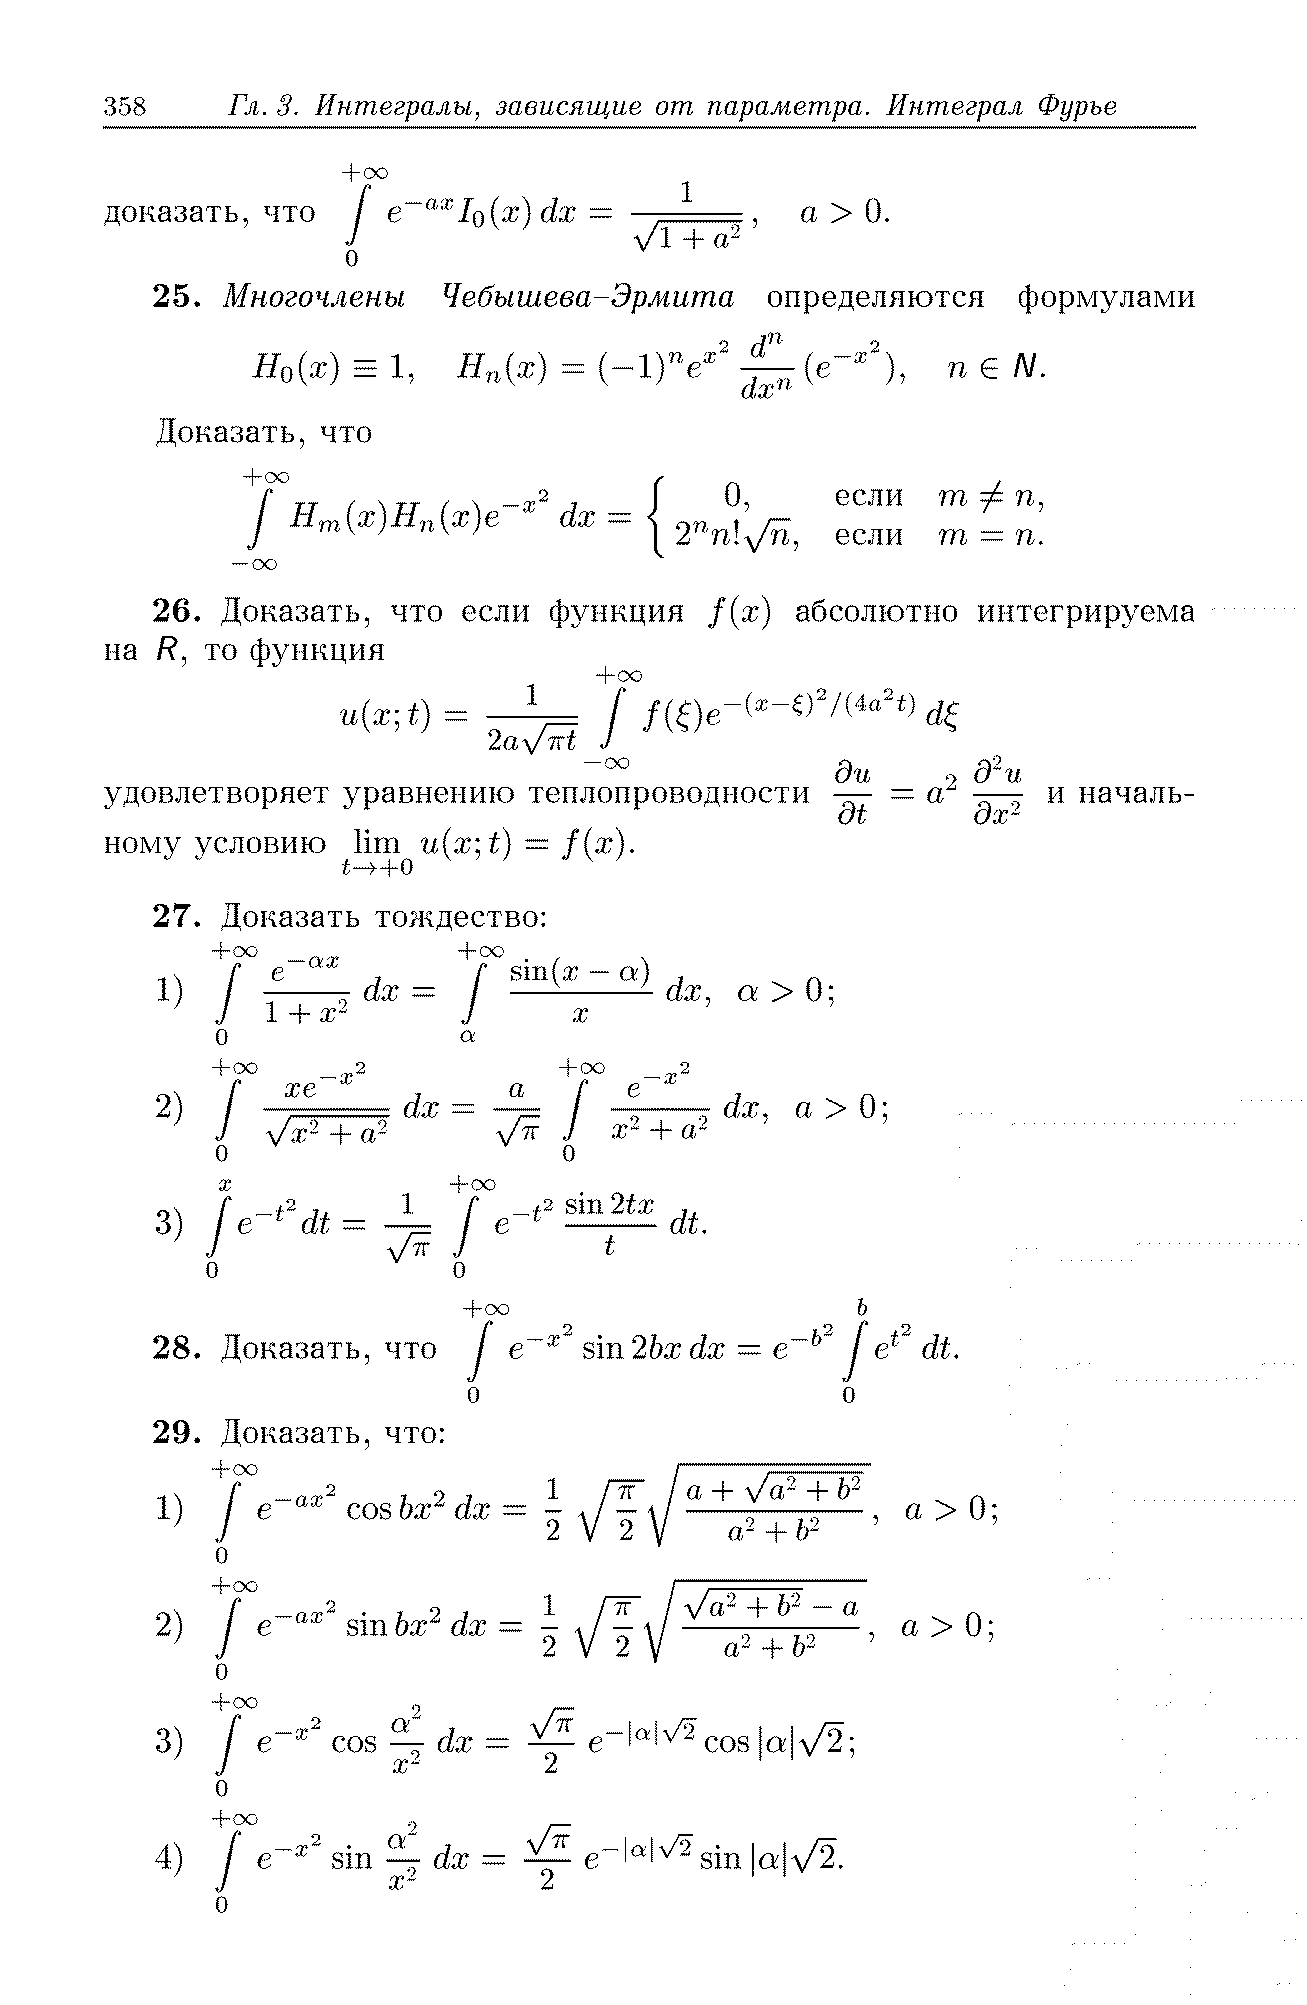 358 Гл. 3. Интегралы, зависящие от параметра. Интеграл Фурье
доказать, что $\int\limits_0^{+\infty} e^{-ax} I_0(x)\,dx = \frac{1}{\sqrt{1+a^2}}, \quad a > 0.$
25. Многочлены Чебышева–Эрмита определяются формулами
$H_0(x) \equiv 1, \quad H_n(x) = (-1)^n e^{x^2} \frac{d^n}{dx^n}(e^{-x^2}), \quad n \in N.$
Доказать, что
$\int\limits_{-\infty}^{+\infty} H_m(x)H_n(x)e^{-x^2}\,dx = \begin{cases} 0, & \text{если } m \neq n, \\ 2^n n!\sqrt{n}, & \text{если } m = n. \end{cases}$
26. Доказать, что если функция $f(x)$ абсолютно интегрируема
на $R$, то функция
$u(x;t) = \frac{1}{2a\sqrt{\pi t}} \int\limits_{-\infty}^{+\infty} f(\xi)e^{-(x-\xi)^2/(4a^2t)}\,d\xi$
удовлетворяет уравнению теплопроводности $\frac{\partial u}{\partial t} = a^2 \frac{\partial^2 u}{\partial x^2}$ и началь-
ному условию $\lim\limits_{t \to +0} u(x;t) = f(x).$
27. Доказать тождество:
1) $\int\limits_0^{+\infty} \frac{e^{-\alpha x}}{1+x^2}\,dx = \int\limits_\alpha^{+\infty} \frac{\sin(x-\alpha)}{x}\,dx, \quad \alpha > 0;$
2) $\int\limits_0^{+\infty} \frac{xe^{-x^2}}{\sqrt{x^2+a^2}}\,dx = \frac{a}{\sqrt{\pi}} \int\limits_0^{+\infty} \frac{e^{-x^2}}{x^2+a^2}\,dx, \quad a > 0;$
3) $\int\limits_0^x e^{-t^2}dt = \frac{1}{\sqrt{\pi}} \int\limits_0^{+\infty} e^{-t^2} \frac{\sin 2tx}{t}\,dt.$
28. Доказать, что $\int\limits_0^{+\infty} e^{-x^2} \sin 2bx\,dx = e^{-b^2} \int\limits_0^b e^{t^2}\,dt.$
29. Доказать, что:
1) $\int\limits_0^{+\infty} e^{-ax^2} \cos bx^2\,dx = \frac{1}{2}\sqrt{\frac{\pi}{2}}\sqrt{\frac{a+\sqrt{a^2+b^2}}{a^2+b^2}}, \quad a > 0;$
2) $\int\limits_0^{+\infty} e^{-ax^2} \sin bx^2\,dx = \frac{1}{2}\sqrt{\frac{\pi}{2}}\sqrt{\frac{\sqrt{a^2+b^2}-a}{a^2+b^2}}, \quad a > 0;$
3) $\int\limits_0^{+\infty} e^{-x^2} \cos \frac{\alpha^2}{x^2}\,dx = \frac{\sqrt{\pi}}{2} e^{-|\alpha|\sqrt{2}} \cos|\alpha|\sqrt{2};$
4) $\int\limits_0^{+\infty} e^{-x^2} \sin \frac{\alpha^2}{x^2}\,dx = \frac{\sqrt{\pi}}{2} e^{-|\alpha|\sqrt{2}} \sin|\alpha|\sqrt{2}.$